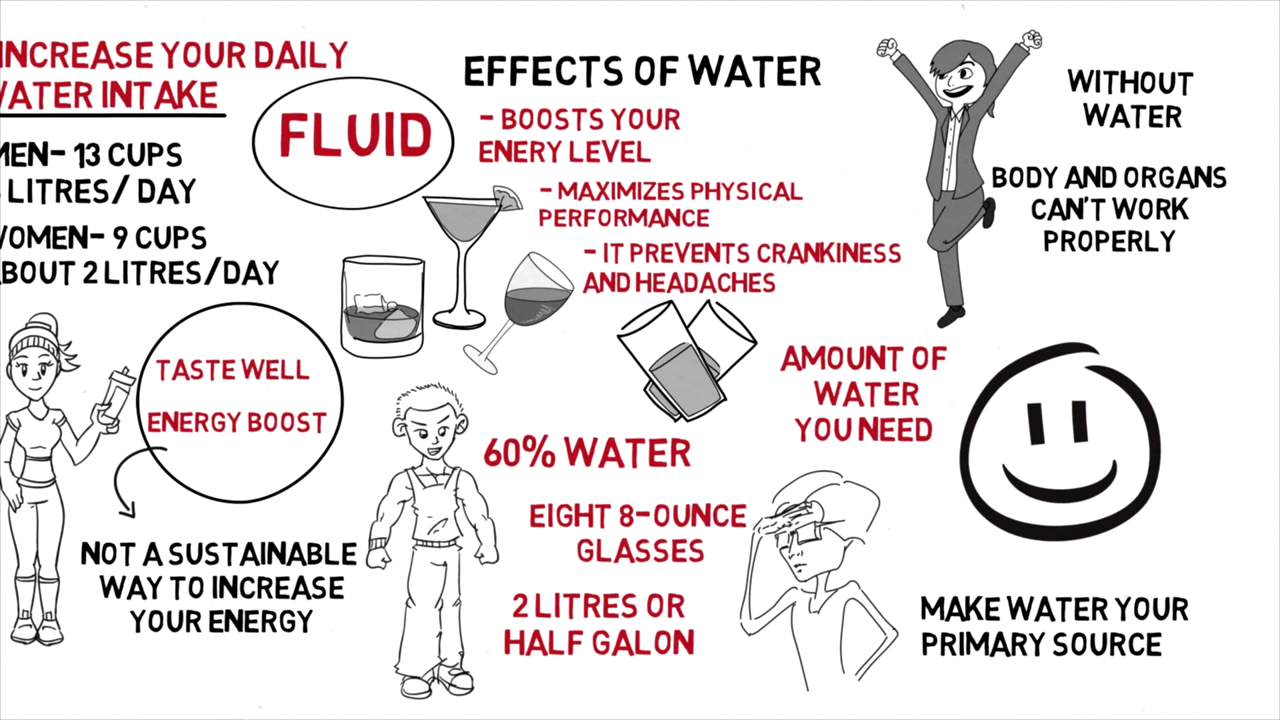 INCREASE YOUR DAILY
WATER INTAKE
MEN- 13 CUPS
LITRES/ DAY
WOMEN- 9 CUPS
ABOUT 2 LITRES/DAY
FLUID
TASTE WELL
ENERGY BOOST
NOT A SUSTAINABLE
WAY TO INCREASE
YOUR ENERGY
EFFECTS OF WATER
- BOOSTS YOUR
ENERY LEVEL
- MAXIMIZES PHYSICAL
PERFORMANCE
- IT PREVENTS CRANKINESS
AND HEADACHES
60% WATER
EIGHT 8-OUNCE
GLASSES
2 LITRES OR
HALF GALON
WITHOUT
WATER
BODY AND ORGANS
CAN'T WORK
PROPERLY
AMOUNT OF
WATER
YOU NEED
MAKE WATER YOUR
PRIMARY SOURCE